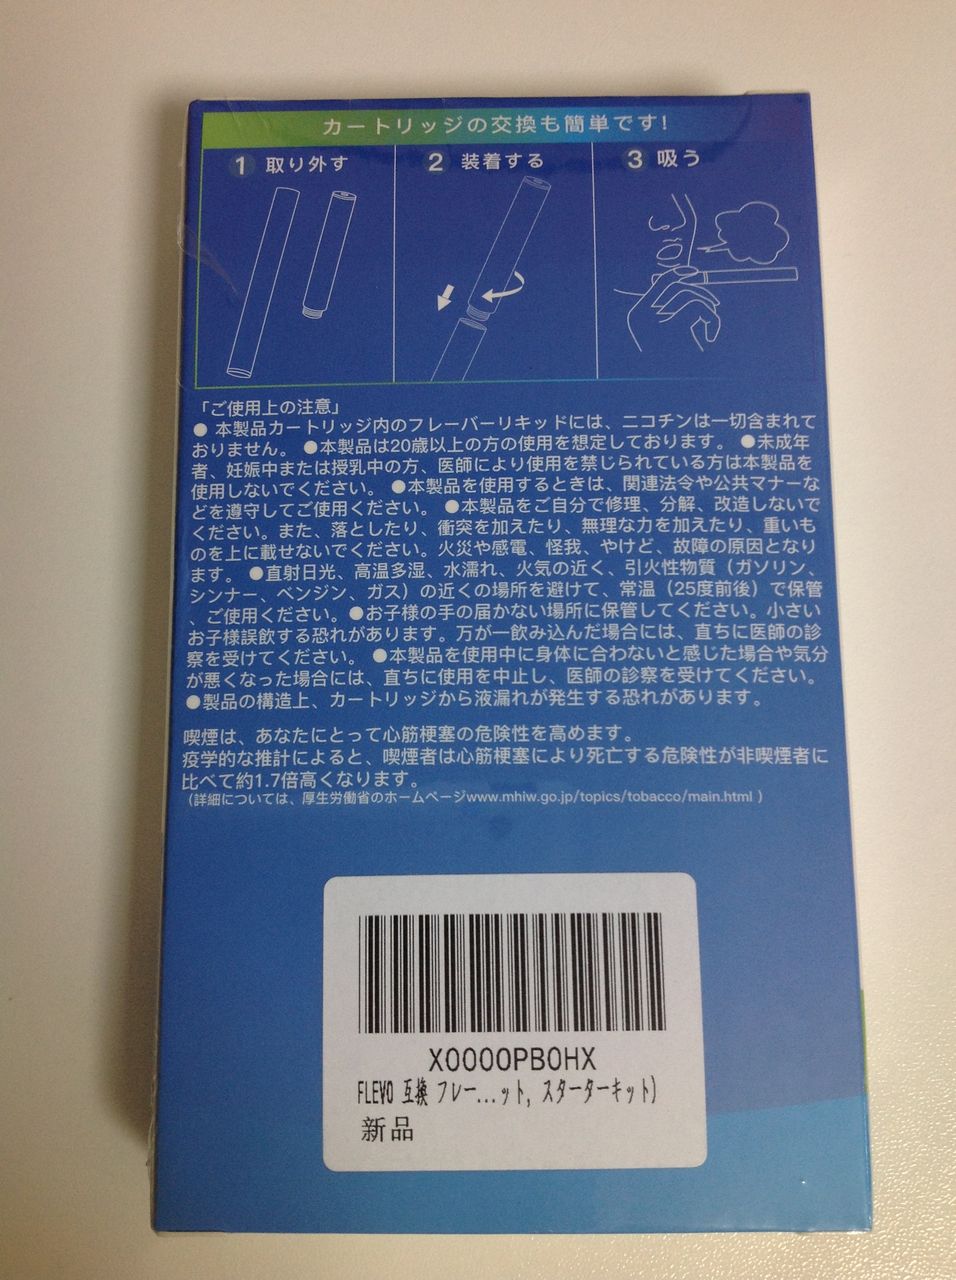 カートリッジの交換も簡単です!
1 取り外す
2 装着する
3 吸う
「ご使用上の注意」
● 本製品カートリッジ内のフレーバーリキッドには、ニコチンは一切含まれて
おりません。 ●本製品は20歳以上の方の使用を想定しております。 ●未成年
者、妊娠中または授乳中の方、医師により使用を禁じられている方は本製品を
使用しないでください。 ●本製品を使用するときは、関連法令や公共マナーな
どを遵守してご使用ください。 ●本製品をご自分で修理、分解、改造しないで
ください。また、落としたり、衝突を加えたり、無理な力を加えたり、重いも
のを上に載せないでください。火災や感電、怪我、やけど、故障の原因となり
ます。 ●直射日光、高温多湿、水濡れ、火気の近く、引火性物質（ガソリン、
シンナー、ベンジン、ガス）の近くの場所を避けて、常温（25度前後）で保管
、ご使用ください。●お子様の手の届かない場所に保管してください。小さい
お子様誤飲する恐れがあります。万が一飲み込んだ場合には、直ちに医師の診
察を受けてください。 ●本製品を使用中に身体に合わないと感じた場合や気分
が悪くなった場合には、直ちに使用を中止し、医師の診察を受けてください。
●製品の構造上、カートリッジから液漏れが発生する恐れがあります。
喫煙は、あなたにとって心筋梗塞の危険性を高めます。
疫学的な推計によると、喫煙者は心筋梗塞により死亡する危険性が非喫煙者に
比べて約1.7倍高くなります。
（詳細については、厚生労働省のホームページwww.mhiw.go.jp/topics/tobacco/main.html ）
X0000PB0HX
FLEVO 互換 フレー...ット, スターターキット)
新品